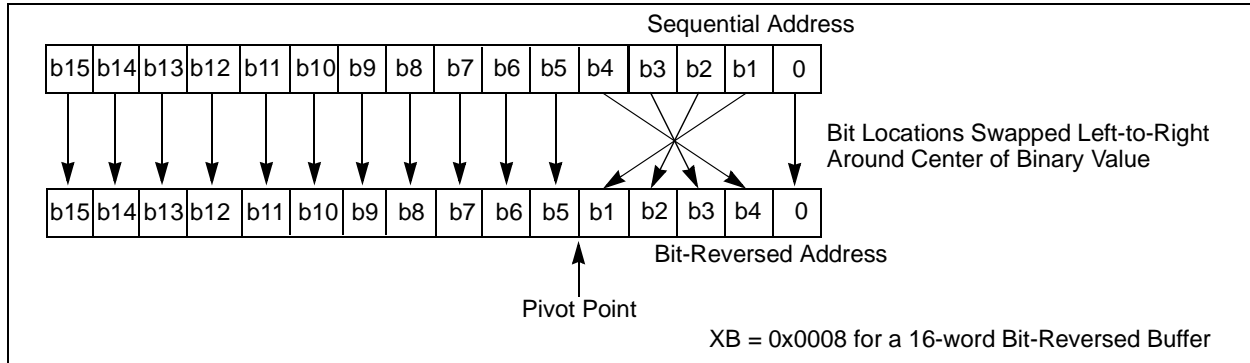 Sequential Address
b15 b14 b13 b12 b11 b10 b9 b8 b7 b6 b5 b4 b3 b2 b1 0
Bit Locations Swapped Left-to-Right
Around Center of Binary Value
b15 b14 b13 b12 b11 b10 b9 b8 b7 b6 b5 b1 b2 b3 b4 0
Bit-Reversed Address
Pivot Point
XB = 0x0008 for a 16-word Bit-Reversed Buffer